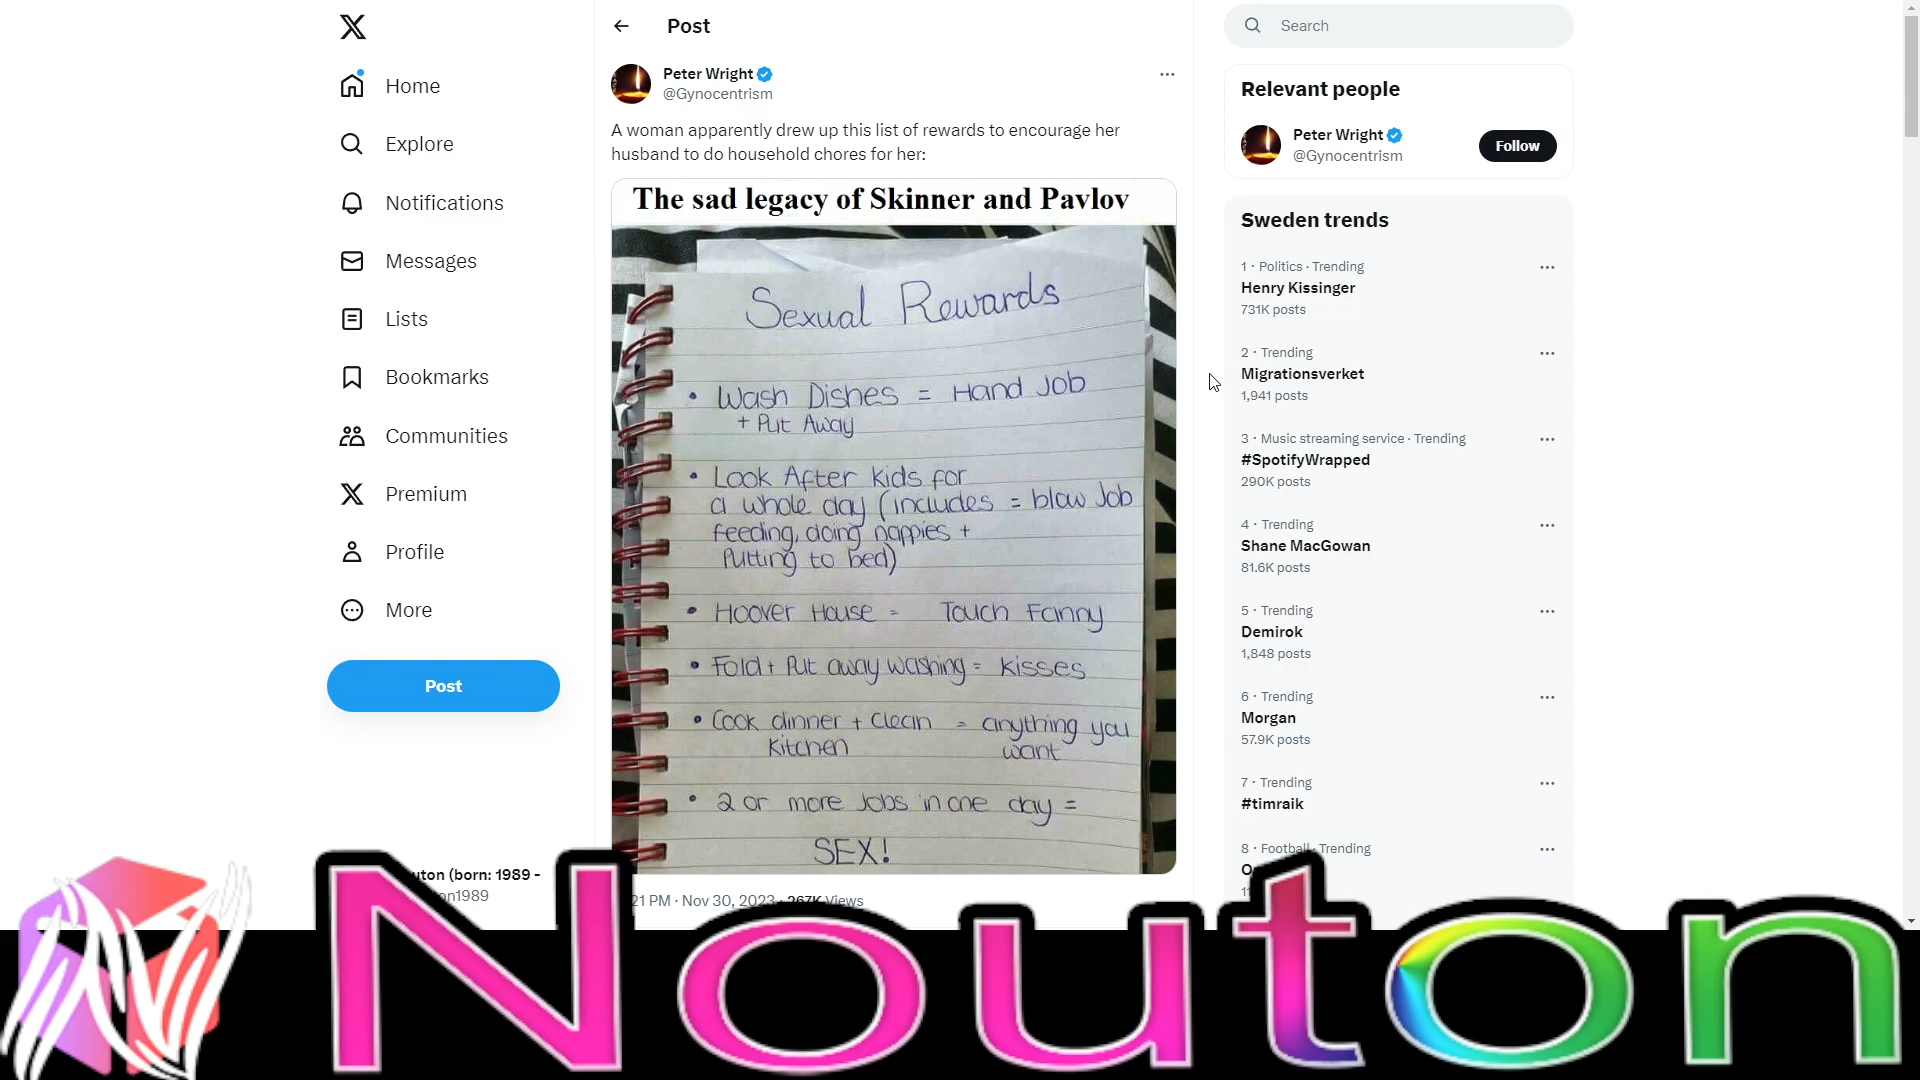 Home
Explore
Notifications
Messages
Lists
Bookmarks
Communities
Premium
Profile
More
Post
uton (born: 1989 -
on1989
Post
Peter Wright
@Gynocentrism
A woman apparently drew up this list of rewards to encourage her
husband to do household chores for her:
The sad legacy of Skinner and Pavlov
Sexual Rewards
• Wash Dishes = Hand Job
+ Put Away
• Look After kids for
a whole day (includes = blow Job
feeding, doing nappies +
Putting to bed)
• Hoover House = Touch Fanny
• Fold + Put away washing = kisses
• Cook dinner + Clean = anything you
kitchen want
• 2 or more Jobs in one day =
SEX!
21 PM · Nov 30, 2023 · 267K Views
Search
Relevant people
Peter Wright
@Gynocentrism
Follow
Sweden trends
1 · Politics · Trending
Henry Kissinger
731K posts
2 · Trending
Migrationsverket
1,941 posts
3 · Music streaming service · Trending
#SpotifyWrapped
290K posts
4 · Trending
Shane MacGowan
81.6K posts
5 · Trending
Demirok
1,848 posts
6 · Trending
Morgan
57.9K posts
7 · Trending
#timraik
8 · Football · Trending
Nouton